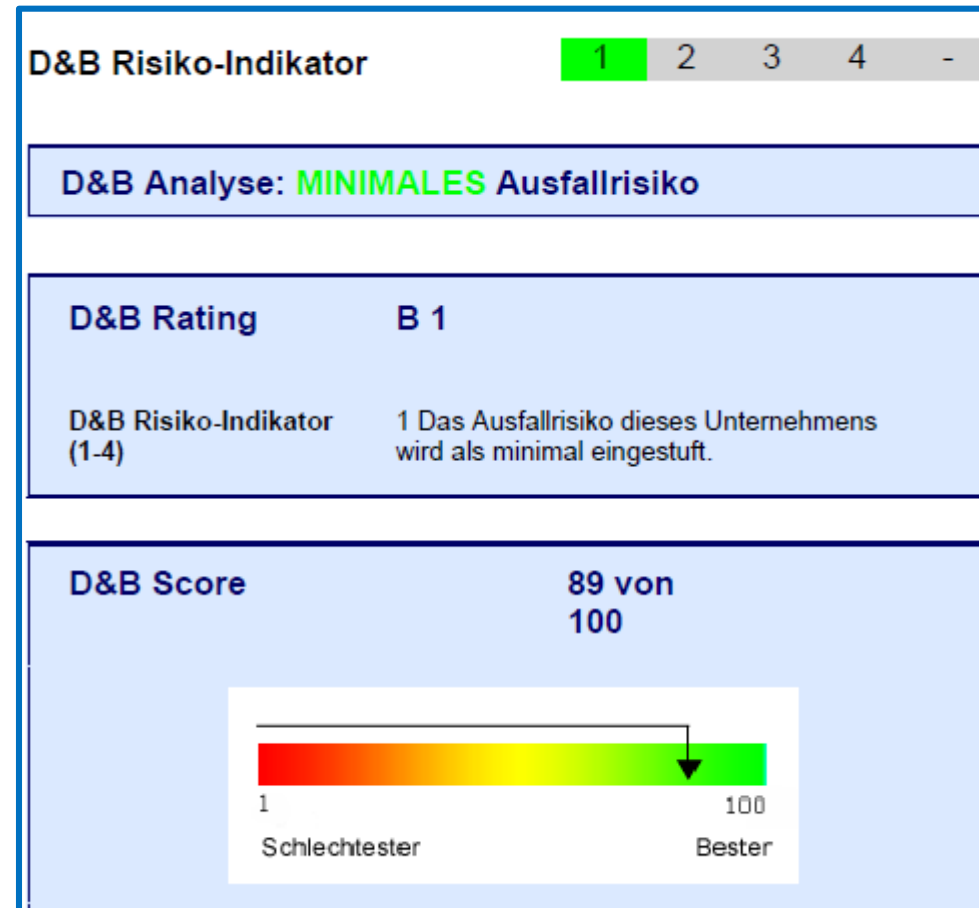 D&B Risiko-Indikator 1 2 3 4 -
D&B Analyse: MINIMALES Ausfallrisiko
D&B Rating B 1
D&B Risiko-Indikator 1 Das Ausfallrisiko dieses Unternehmens
(1-4) wird als minimal eingestuft.
D&B Score 89 von
100
1 100
Schlechtester Bester